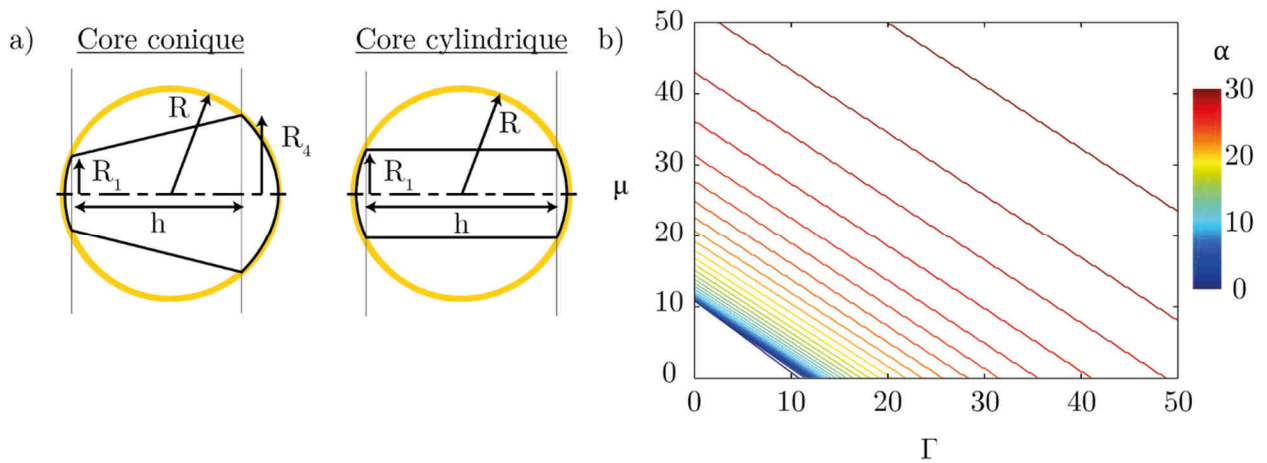 a) Core conique Core cylindrique b)
R R₄ R₁ h
R R₁ h
μ
50
40
30
20
10
0
0 10 20 30 40 50
Γ
α
30
20
10
0